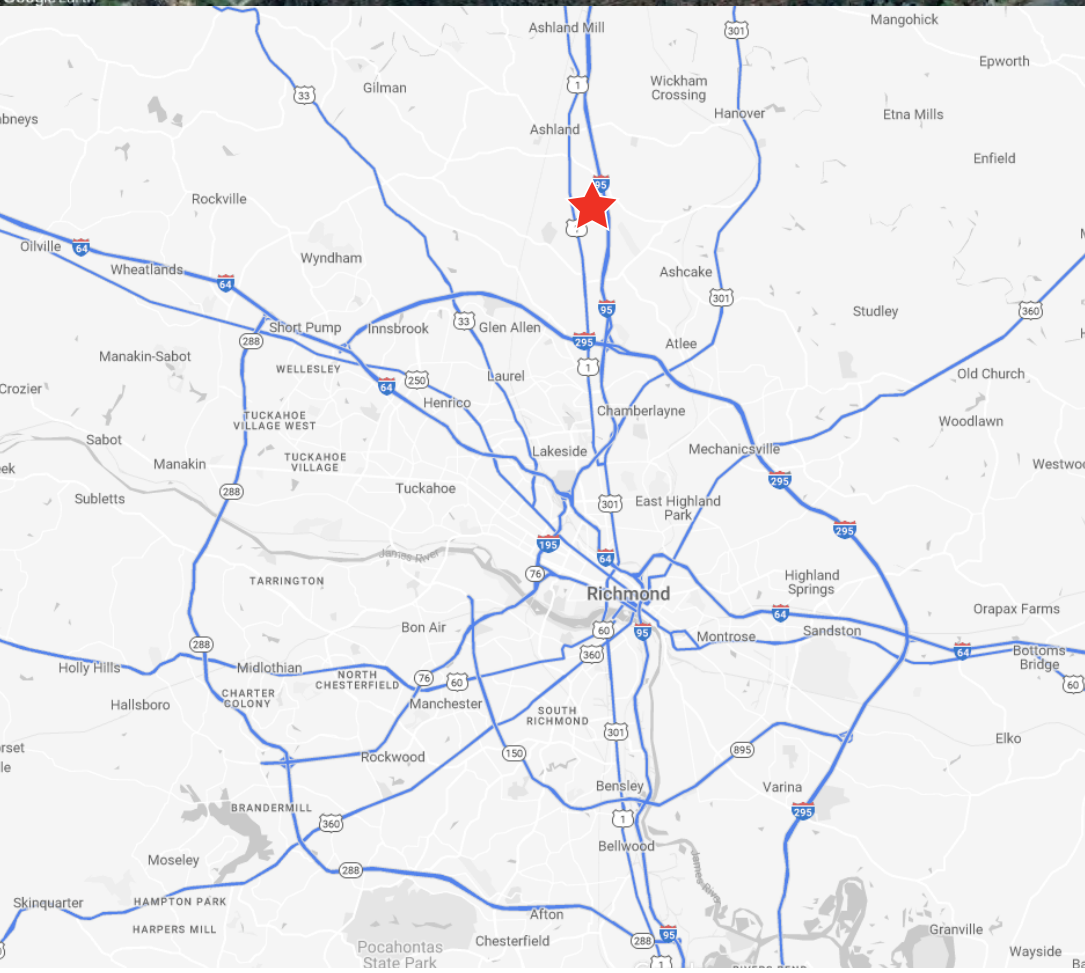 Google Earth
Ashland Mill
301
Mangohick
Epworth
1
Wickham
Crossing
Gilman
33
Hanover
Etna Mills
Ashland
Enfield
95
Rockville
Oilville
64
Wheatlands
Wyndham
64
Ashcake
301
360
Studley
95
Short Pump
Innsbrook
33
Glen Allen
288
295
Atlee
Manakin-Sabot
WELLESLEY
250
Laurel
1
Old Church
Crozier
64
Henrico
Chamberlayne
TUCKAHOE
VILLAGE WEST
Woodlawn
Sabot
Lakeside
Mechanicsville
Manakin
TUCKAHOE
VILLAGE
295
Subletts
288
Tuckahoe
301
East Highland
Park
295
James River
195
64
TARRINGTON
76
Richmond
Highland
Springs
64
Orapax Farms
Bon Air
60
95
Montrose
Sandston
288
360
64
Bottoms
Bridge
Holly Hills
Midlothian
NORTH
CHESTERFIELD
76
60
60
Hallsboro
CHARTER
COLONY
Manchester
SOUTH
RICHMOND
301
Elko
150
895
Rockwood
Bensley
Varina
BRANDERMILL
360
1
295
Bellwood
Moseley
288
James River
Skinquarter
HAMPTON PARK
Afton
HARPERS MILL
Chesterfield
288
95
Granville
Pocahontas
State Park
1
Wayside